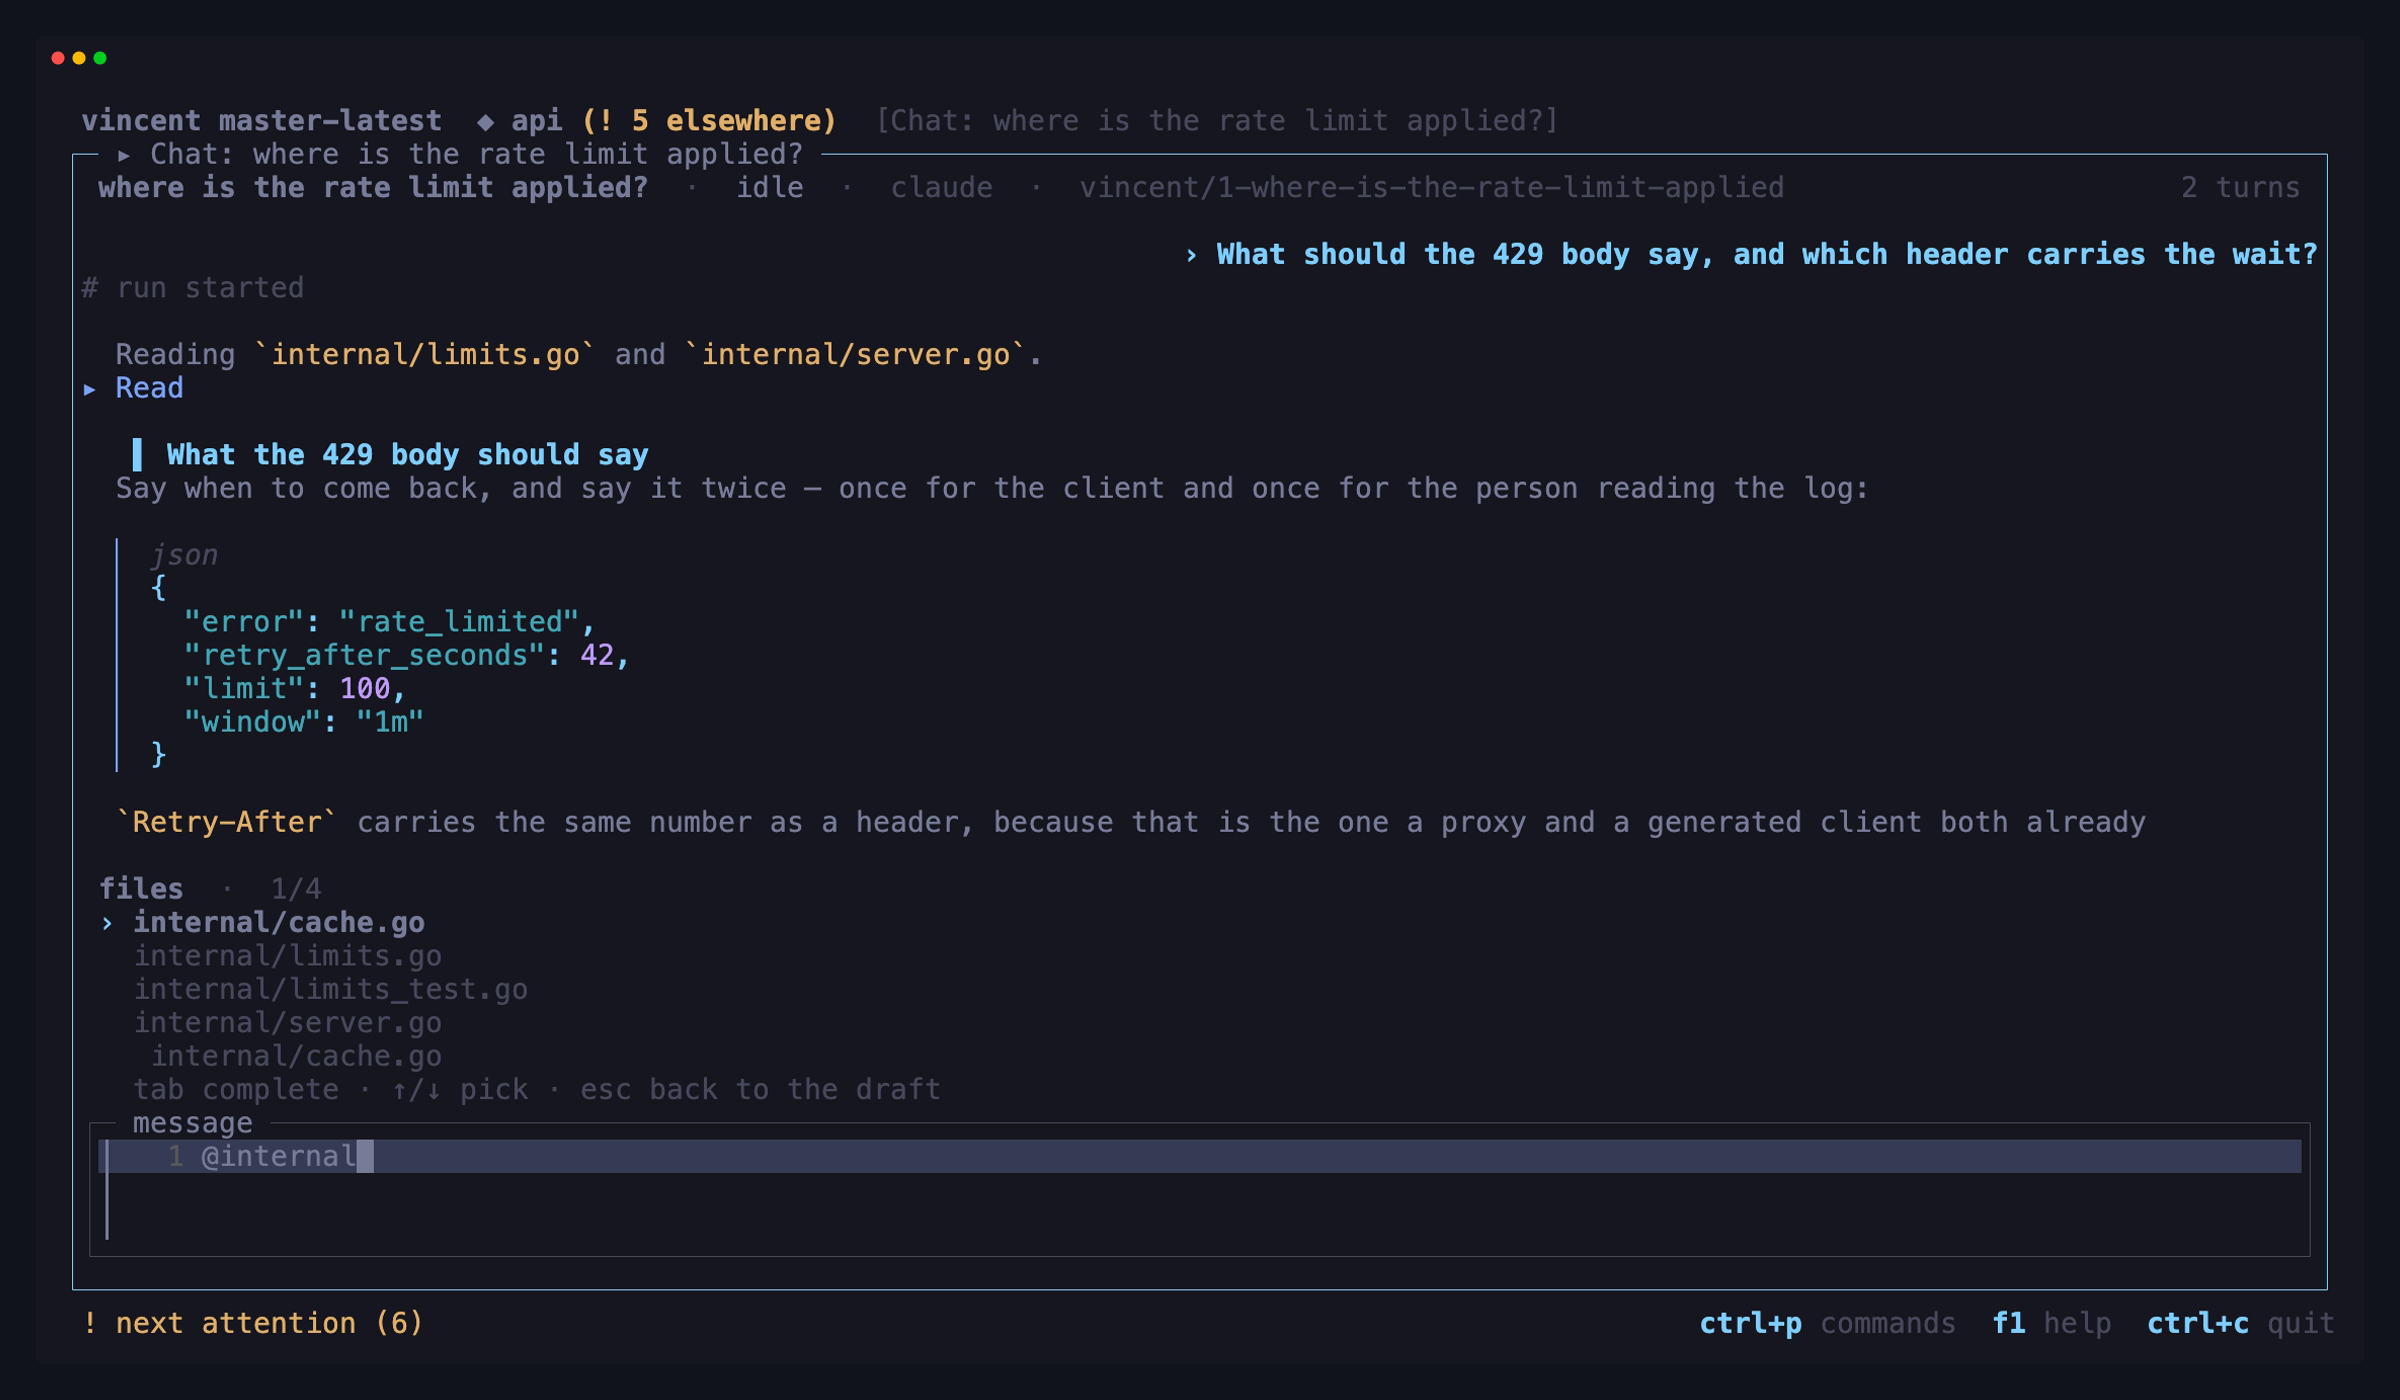 vincent master-latest ◆ api (! 5 elsewhere) [Chat: where is the rate limit applied?]
▸ Chat: where is the rate limit applied?
where is the rate limit applied? · idle · claude · vincent/1-where-is-the-rate-limit-applied 2 turns
› What should the 429 body say, and which header carries the wait?
# run started
Reading `internal/limits.go` and `internal/server.go`.
▸ Read
What the 429 body should say
Say when to come back, and say it twice — once for the client and once for the person reading the log:
json
{
"error": "rate_limited",
"retry_after_seconds": 42,
"limit": 100,
"window": "1m"
}
`Retry-After` carries the same number as a header, because that is the one a proxy and a generated client both already
files · 1/4
› internal/cache.go
internal/limits.go
internal/limits_test.go
internal/server.go
internal/cache.go
tab complete · ↑/↓ pick · esc back to the draft
message
1 @internal
! next attention (6) ctrl+p commands f1 help ctrl+c quit